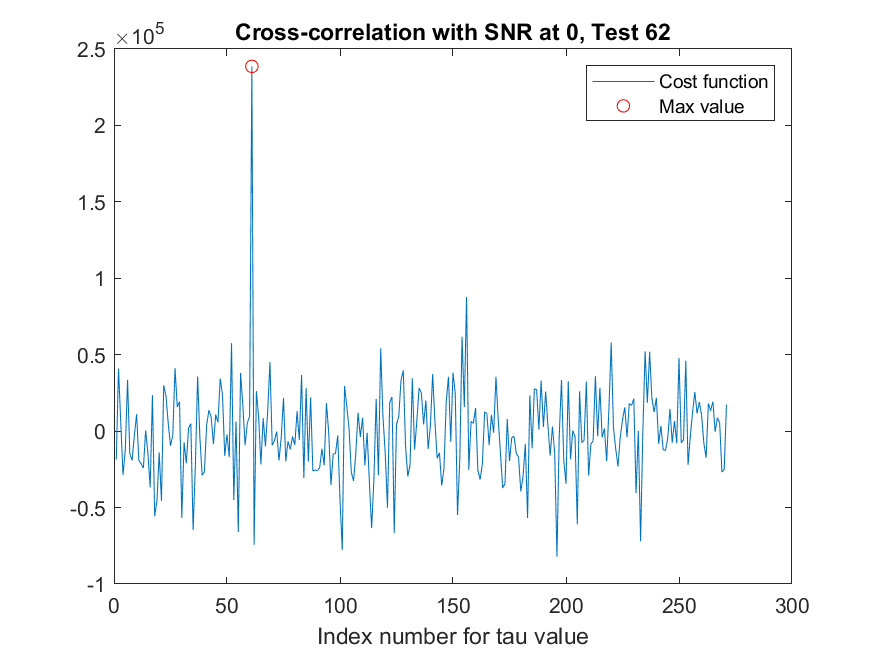 Cross-correlation with SNR at 0, Test 62
×10^5
2.5
2
1.5
1
0.5
0
-0.5
-1
0 50 100 150 200 250 300
Index number for tau value
Cost function
Max value